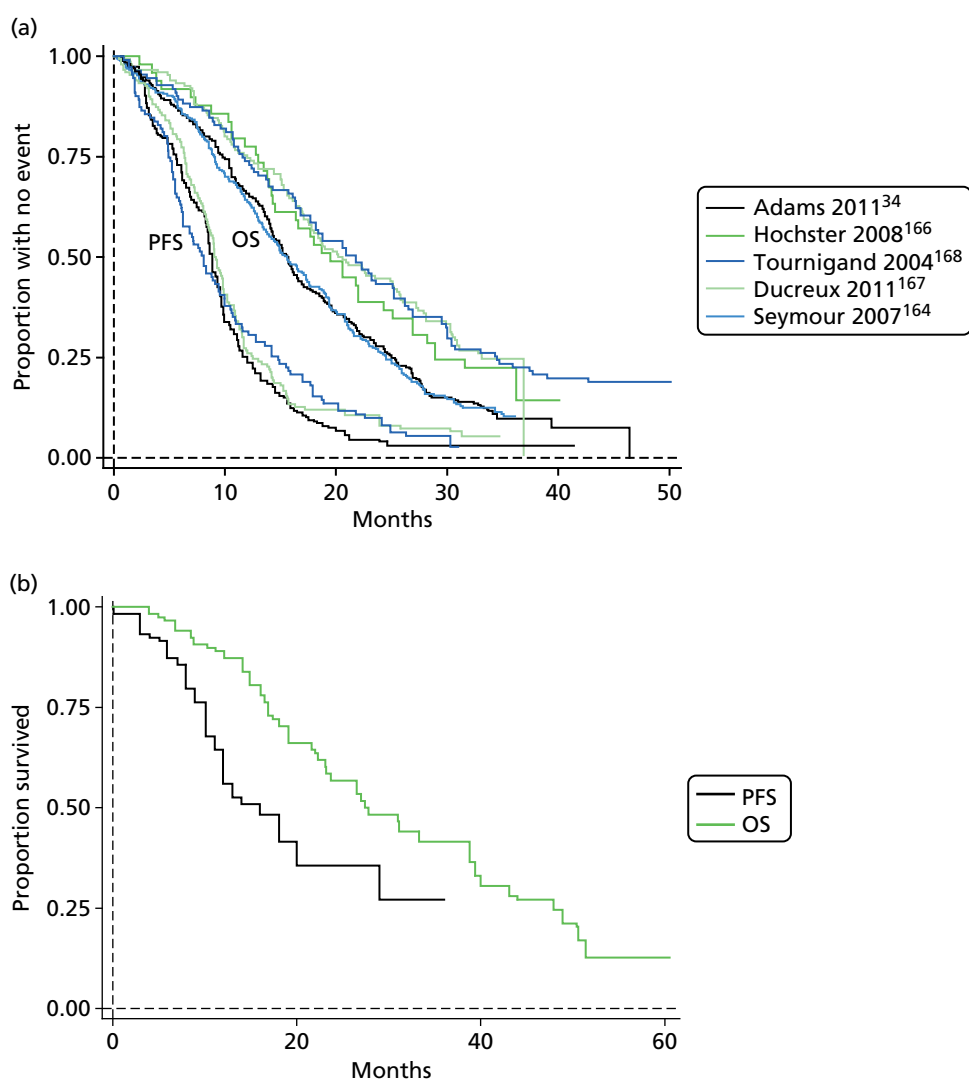 (a)
1.00
0.75
0.50
0.25
0.00
Proportion with no event
PFS
OS
0 10 20 30 40 50
Months
Adams 2011³⁴
Hochster 2008¹⁶⁶
Tournigand 2004¹⁶⁸
Ducreux 2011¹⁶⁷
Seymour 2007¹⁶⁴
(b)
1.00
0.75
0.50
0.25
0.00
Proportion survived
0 20 40 60
Months
PFS
OS